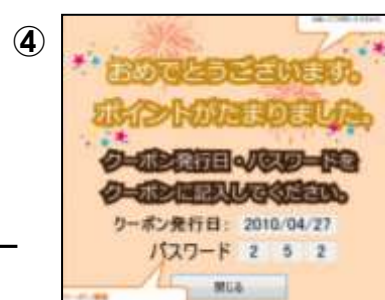 ④
おめでとうございます。
ポイントがたまりました。
クーポン発行日・パスワードを
クーポンに記入してください。
クーポン発行日: 2010/04/27
パスワード 2 5 2
閉じる